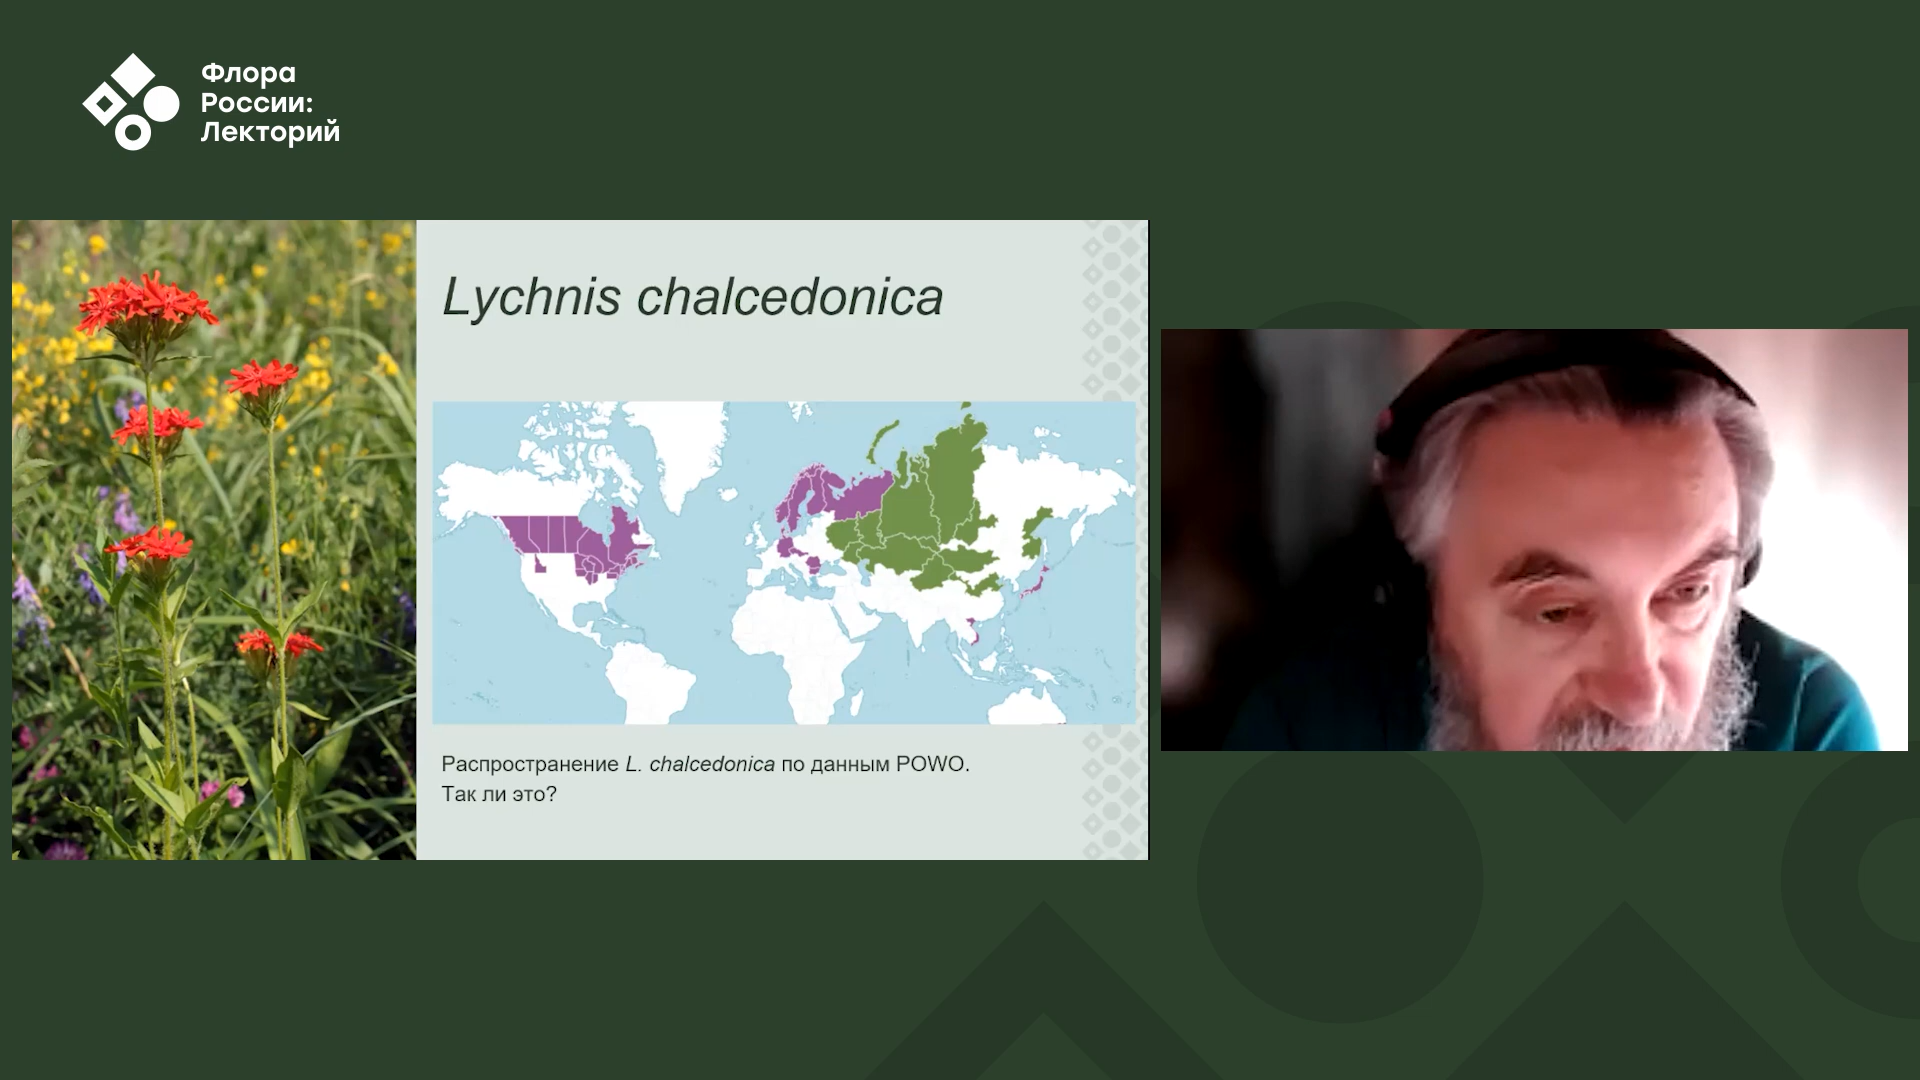 Флора
России:
Лекторий
Lychnis chalcedonica
Распространение L. chalcedonica по данным POWO.
Так ли это?